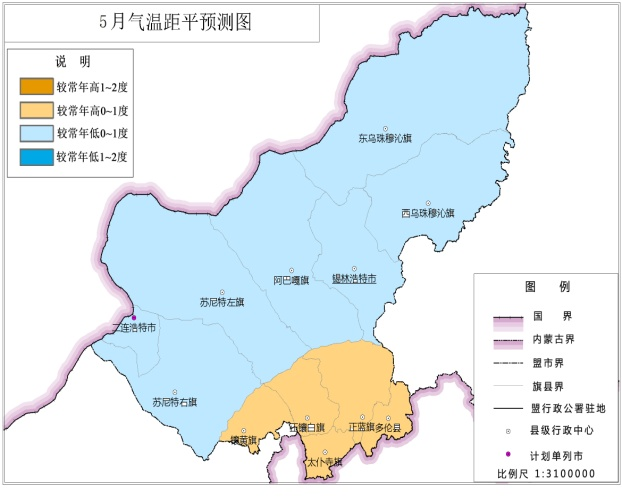 5月气温距平预测图
说 明
较常年高1~2度
较常年高0~1度
较常年低0~1度
较常年低1~2度
东乌珠穆沁旗
西乌珠穆沁旗
阿巴嘎旗
锡林浩特市
苏尼特左旗
二连浩特市
苏尼特右旗
镶黄旗
正镶白旗
正蓝旗
多伦县
太仆寺旗
图 例
国 界
内蒙古界
盟市界
旗县界
盟行政公署驻地
县级行政中心
计划单列市
比例尺 1:3100000